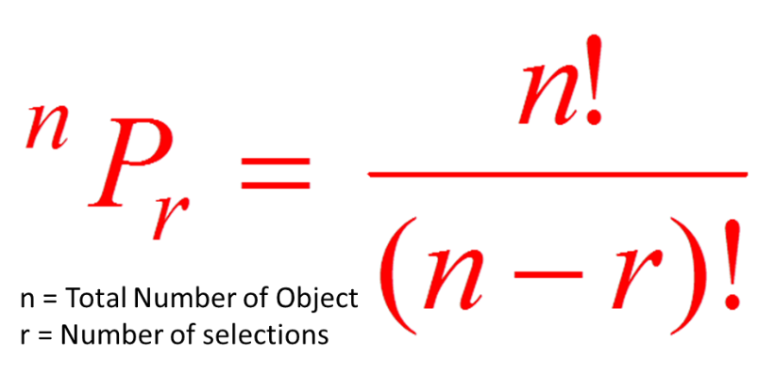 ⁿPᵣ = n! / (n − r)!
n = Total Number of Object
r = Number of selections